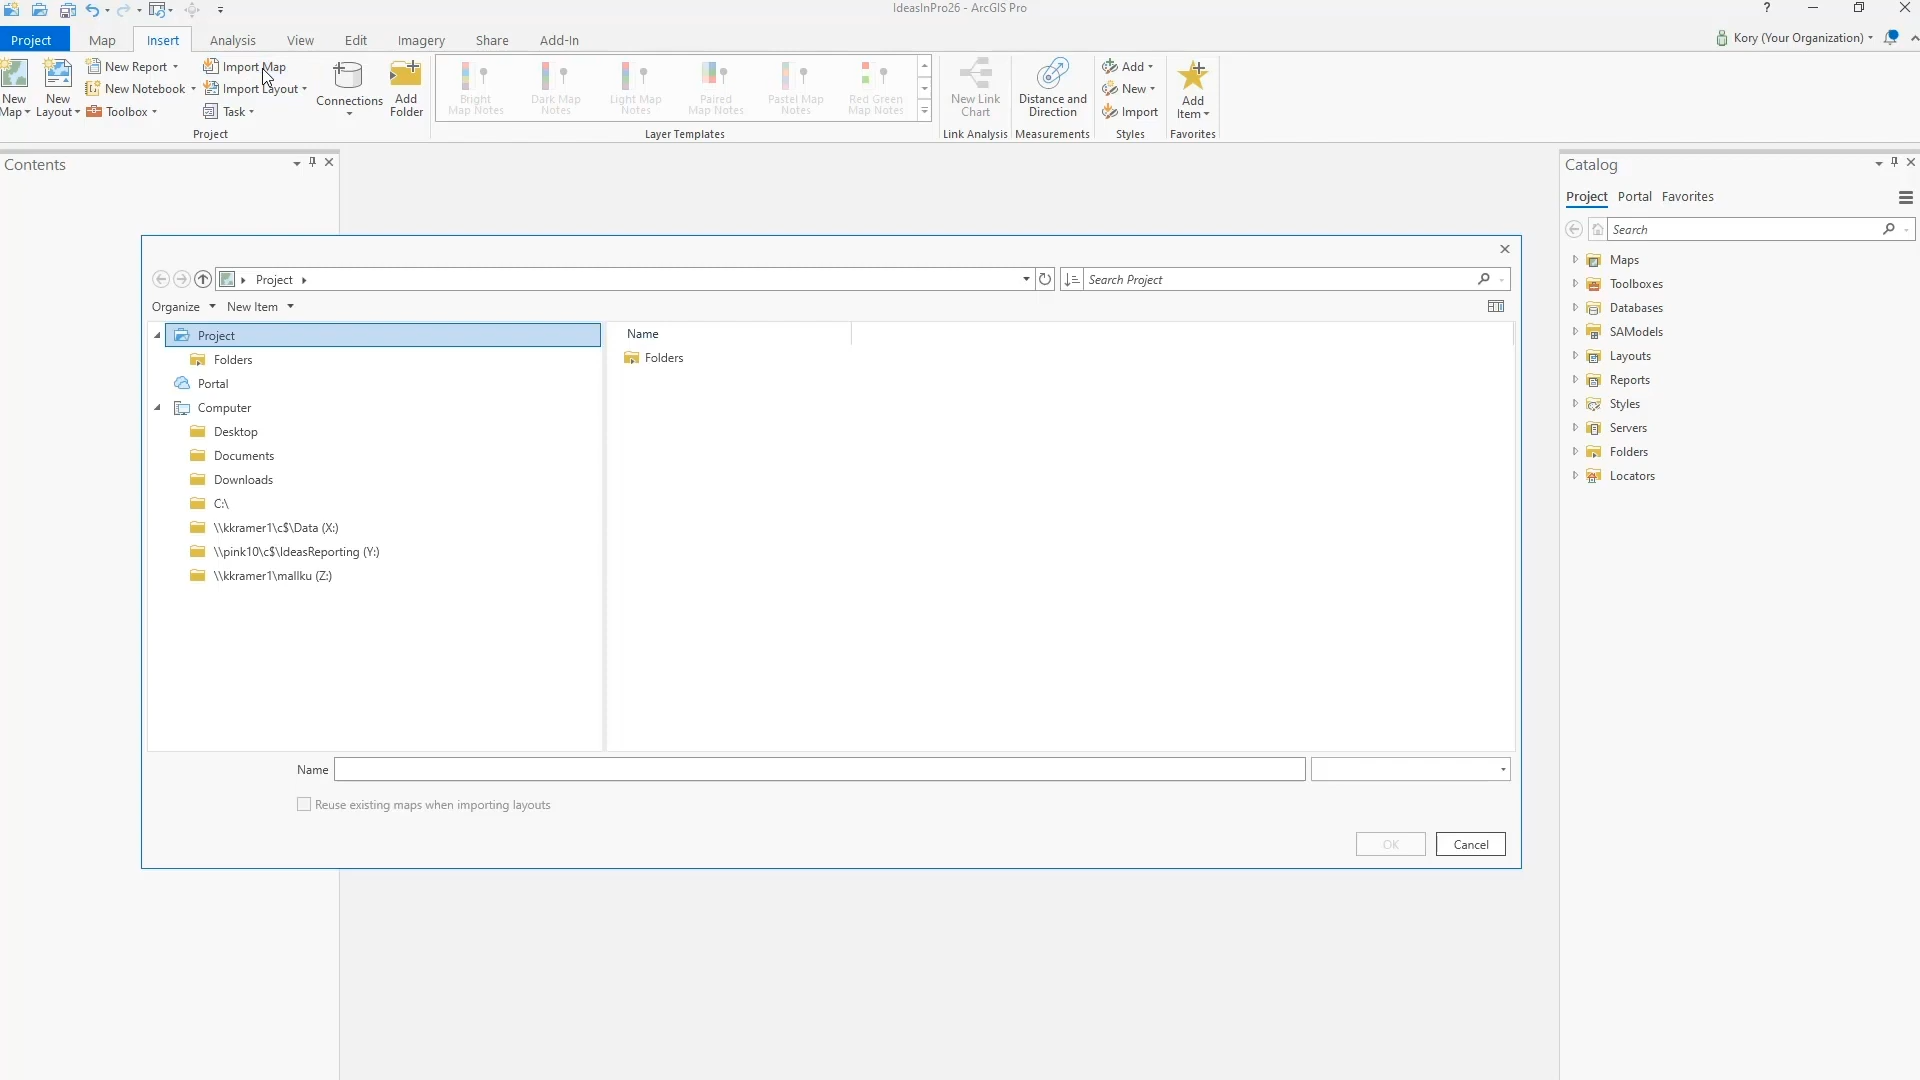 IdeasInPro26 - ArcGIS Pro
?
Project Map Insert Analysis View Edit Imagery Share Add-In
Kory (Your Organization)
New Map
New Layout
New Report
New Notebook
Toolbox
Import Map
Import Layout
Task
Connections
Add Folder
Project
Bright Map Notes
Dark Map Notes
Light Map Notes
Paired Map Notes
Pastel Map Notes
Red Green Map Notes
Layer Templates
New Link Chart
Link Analysis
Distance and Direction
Measurements
Add
New
Import
Styles
Add Item
Favorites
Contents
Project
Search Project
Organize
New Item
Project
Folders
Portal
Computer
Desktop
Documents
Downloads
C:\
\\kkramer1\c$\Data (X:)
\\pink10\c$\IdeasReporting (Y:)
\\kkramer1\mallku (Z:)
Name
Folders
Name
Reuse existing maps when importing layouts
OK
Cancel
Catalog
Project Portal Favorites
Search
Maps
Toolboxes
Databases
SAModels
Layouts
Reports
Styles
Servers
Folders
Locators